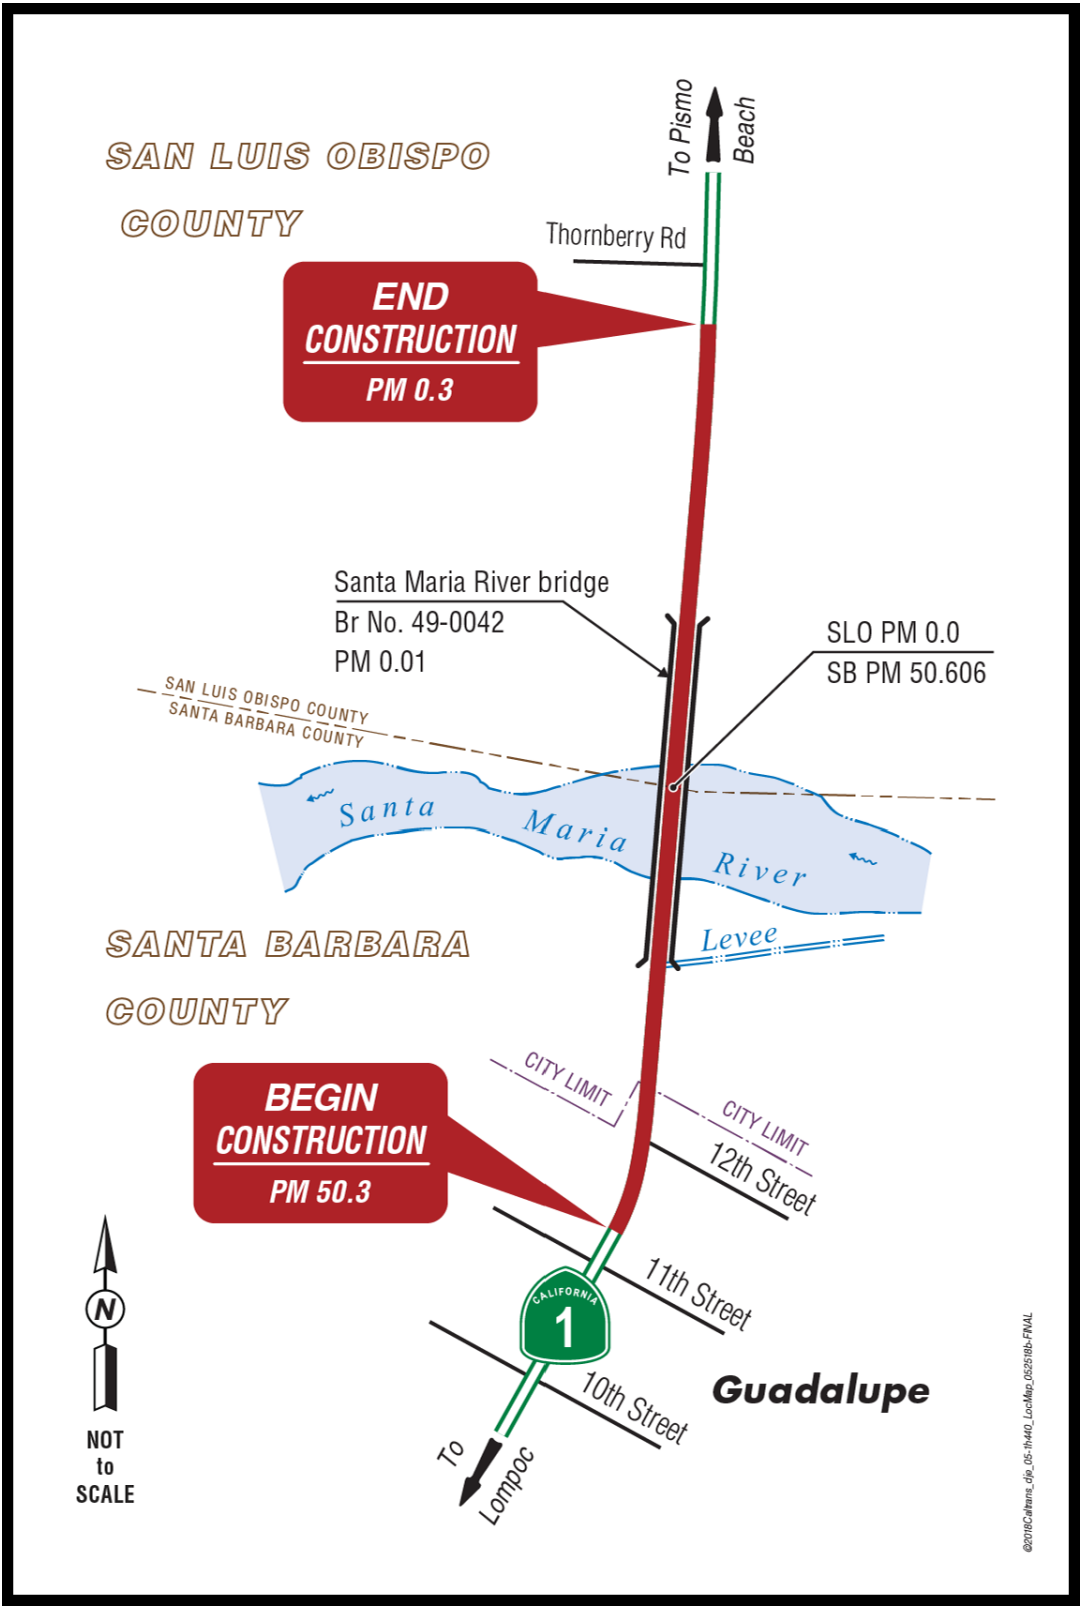 To Pismo
Beach
SAN LUIS OBISPO
COUNTY
Thornberry Rd
END
CONSTRUCTION
PM 0.3
Santa Maria River bridge
Br No. 49-0042
PM 0.01
SLO PM 0.0
SB PM 50.606
SAN LUIS OBISPO COUNTY
SANTA BARBARA COUNTY
Santa Maria River
Levee
SANTA BARBARA
COUNTY
CITY LIMIT
CITY LIMIT
BEGIN
CONSTRUCTION
PM 50.3
12th Street
11th Street
CALIFORNIA
1
10th Street
Guadalupe
N
NOT
to
SCALE
To
Lompoc
©2018Caltrans_dje_05-1h440_LocMap_052518b-FINAL